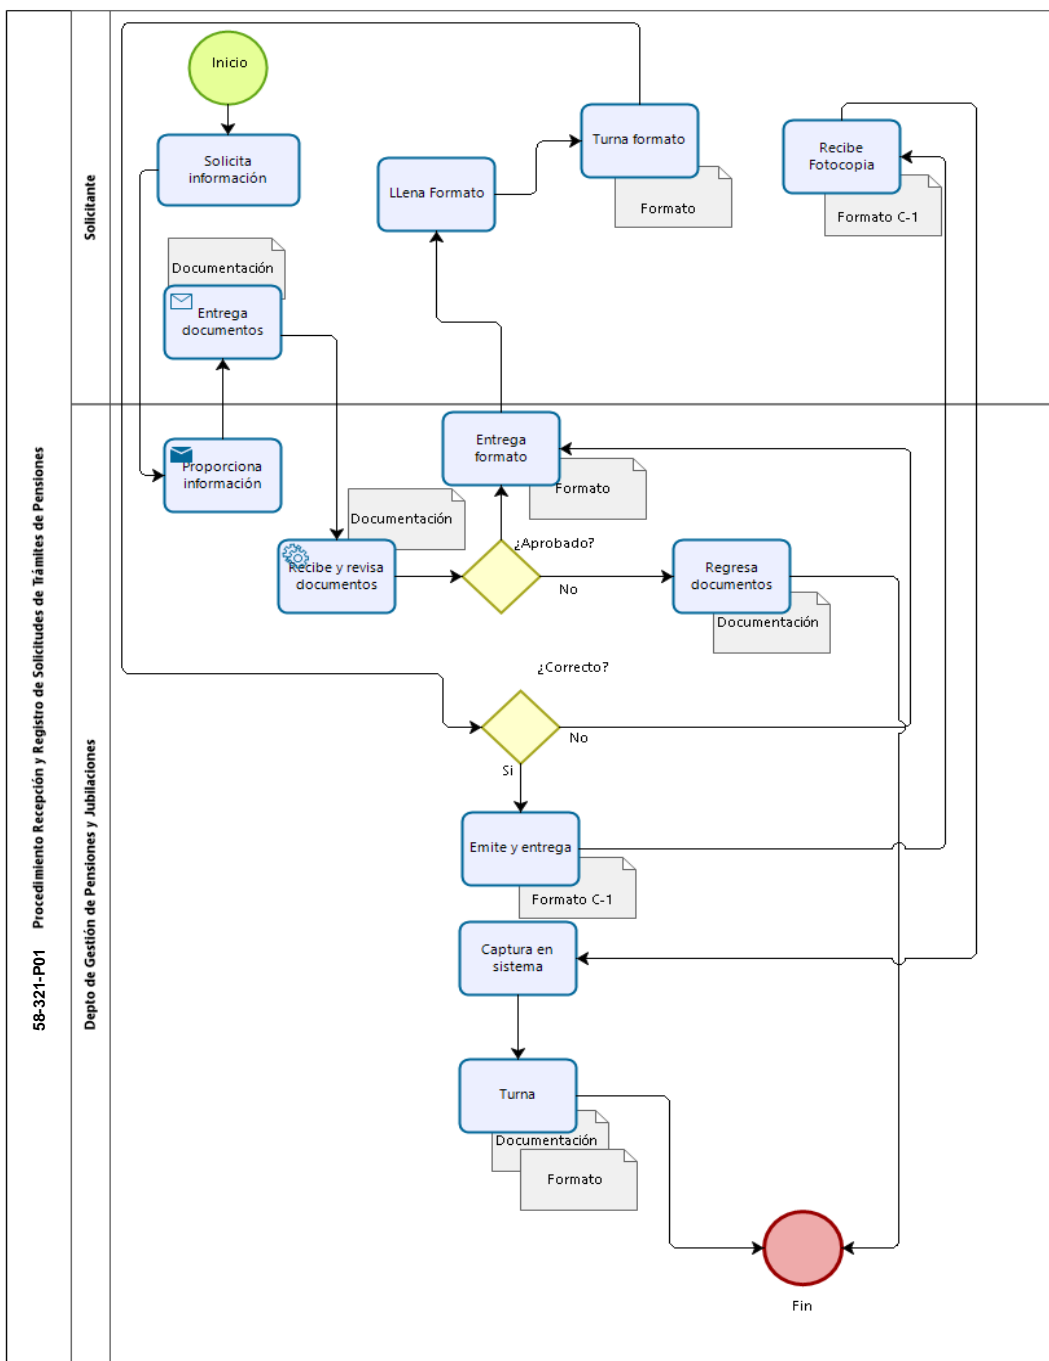 58-321-P01 Procedimiento Recepción y Registro de Solicitudes de Trámites de Pensiones
Solicitante
Inicio
Solicita
información
LLena Formato
Turna formato
Formato
Recibe
Fotocopia
Formato C-1
Documentación
Entrega
documentos
Depto de Gestión de Pensiones y Jubilaciones
Proporciona
información
Entrega
formato
Formato
Documentación
Recibe y revisa
documentos
¿Aprobado?
No
Regresa
documentos
Documentación
¿Correcto?
No
Si
Emite y entrega
Formato C-1
Captura en
sistema
Turna
Documentación
Formato
Fin